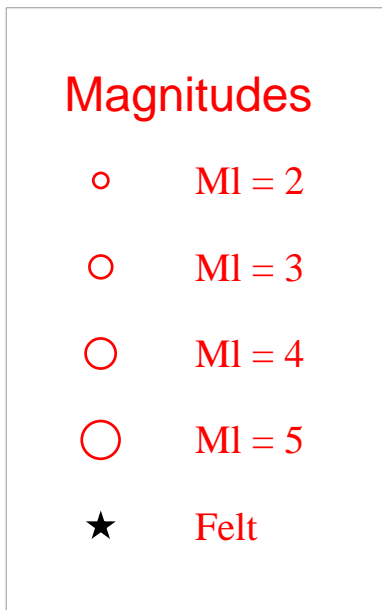 Magnitudes
Ml = 2
Ml = 3
Ml = 4
Ml = 5
Felt